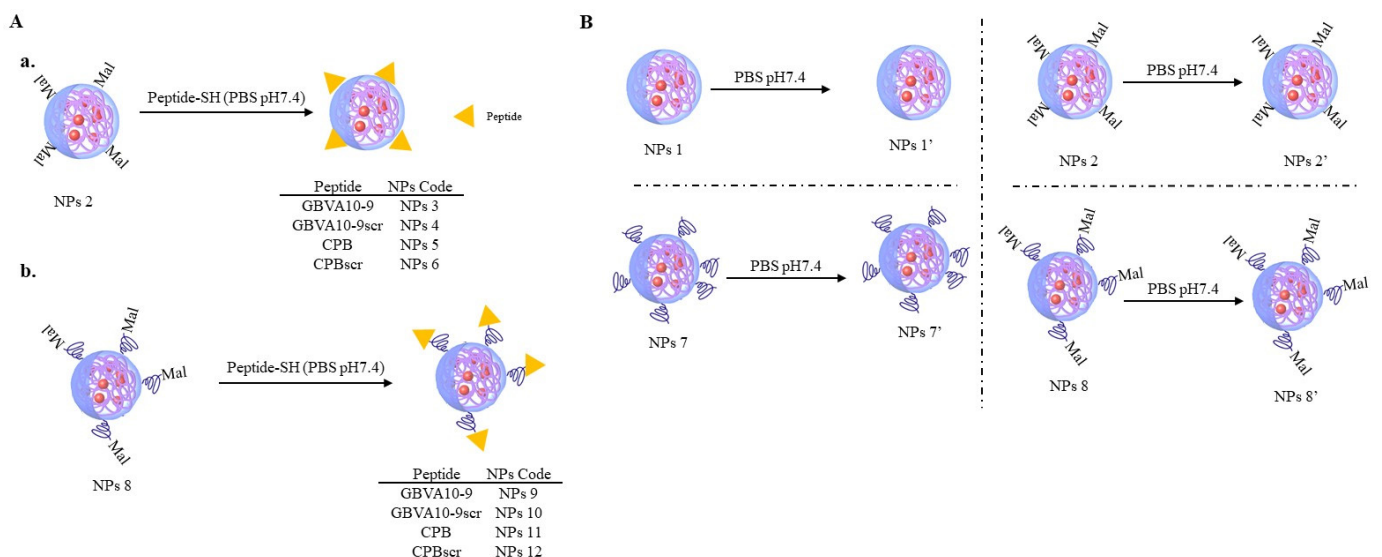 A
a.
Mal
Mal
Mal
Mal
NPs 2
Peptide-SH (PBS pH7.4)
Peptide
Peptide NPs Code
GBVA10-9 NPs 3
GBVA10-9scr NPs 4
CPB NPs 5
CPBscr NPs 6
b.
Mal
Mal
Mal
Mal
NPs 8
Peptide-SH (PBS pH7.4)
Peptide NPs Code
GBVA10-9 NPs 9
GBVA10-9scr NPs 10
CPB NPs 11
CPBscr NPs 12
B
PBS pH7.4
NPs 1
NPs 1’
Mal
Mal
Mal
Mal
PBS pH7.4
Mal
Mal
Mal
Mal
NPs 2
NPs 2’
PBS pH7.4
NPs 7
NPs 7’
Mal
Mal
Mal
Mal
PBS pH7.4
Mal
Mal
Mal
Mal
NPs 8
NPs 8’